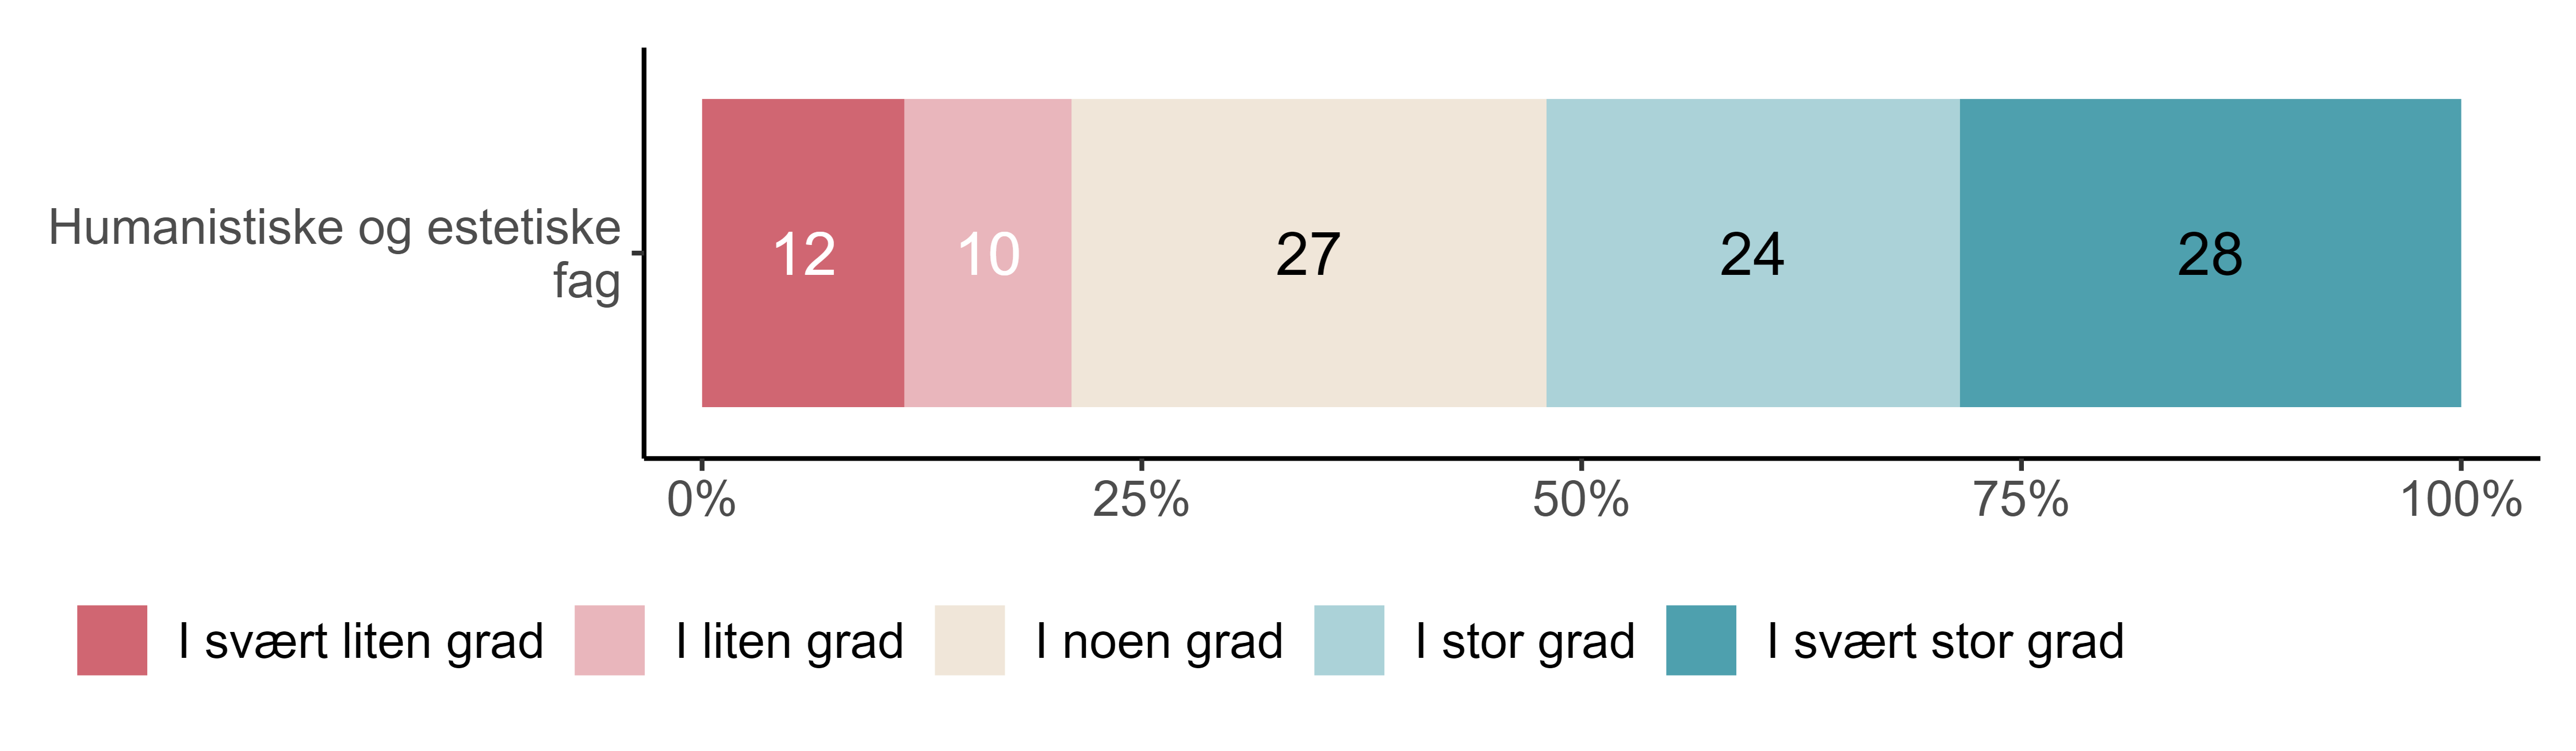 Humanistiske og estetiske
fag
12
10
27
24
28
0%
25%
50%
75%
100%
I svært liten grad
I liten grad
I noen grad
I stor grad
I svært stor grad